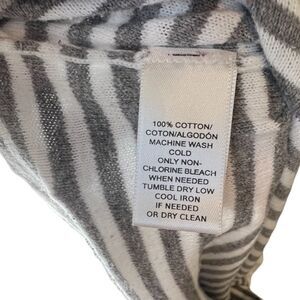 100% COTTON/
COTON/ALGODÓN
MACHINE WASH
COLD
ONLY NON-
CHLORINE BLEACH
WHEN NEEDED
TUMBLE DRY LOW
COOL IRON
IF NEEDED
OR DRY CLEAN